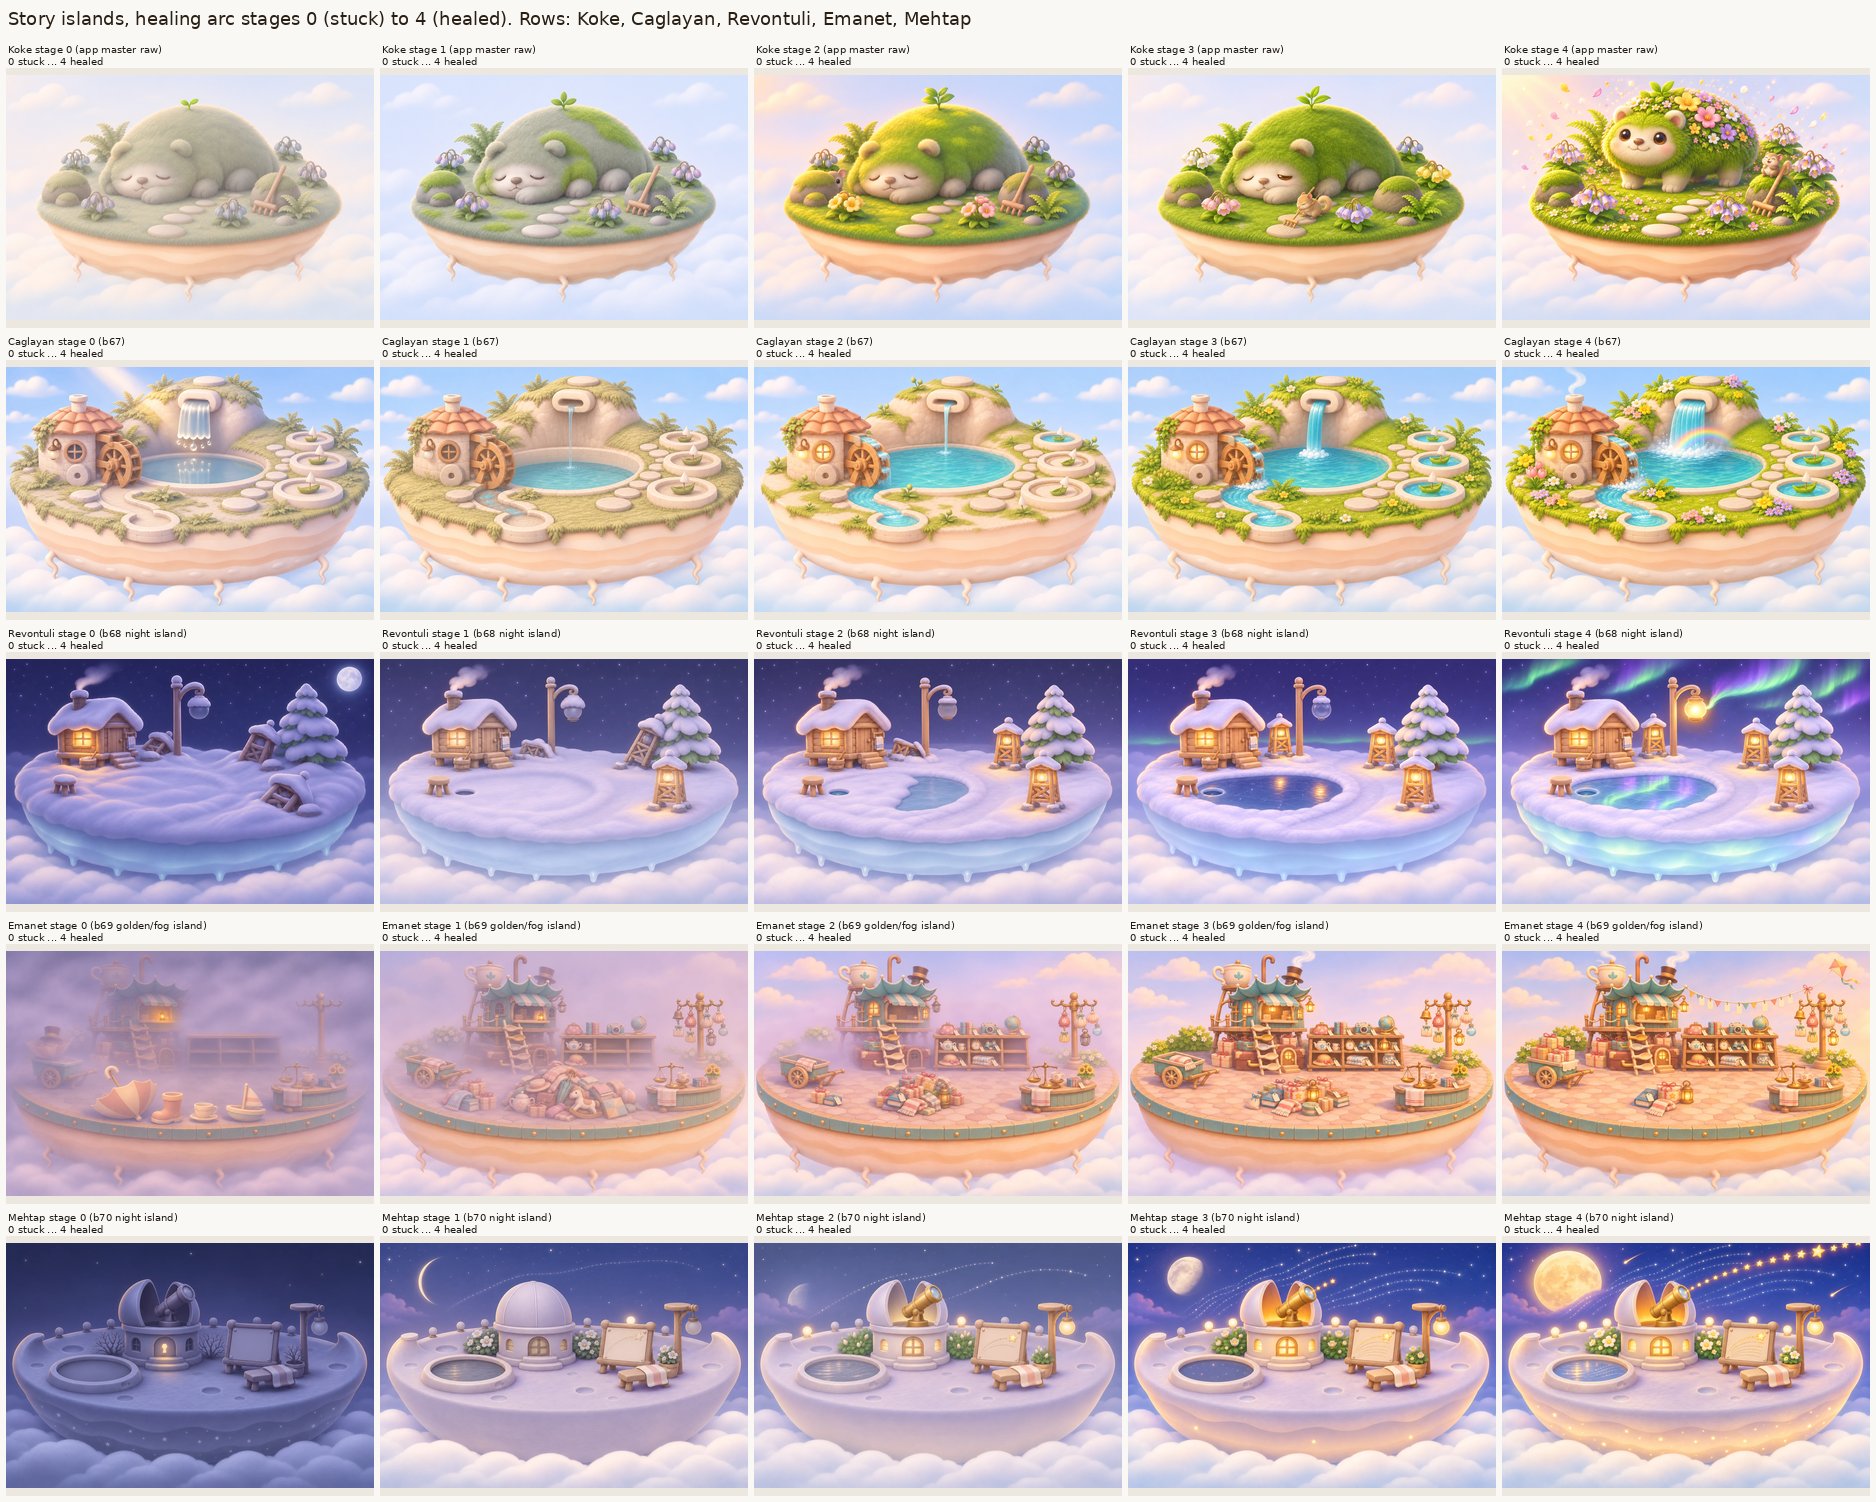 Story islands, healing arc stages 0 (stuck) to 4 (healed). Rows: Koke, Caglayan, Revontuli, Emanet, Mehtap
Koke stage 0 (app master raw)
0 stuck ... 4 healed
Koke stage 1 (app master raw)
0 stuck ... 4 healed
Koke stage 2 (app master raw)
0 stuck ... 4 healed
Koke stage 3 (app master raw)
0 stuck ... 4 healed
Koke stage 4 (app master raw)
0 stuck ... 4 healed
Caglayan stage 0 (b67)
0 stuck ... 4 healed
Caglayan stage 1 (b67)
0 stuck ... 4 healed
Caglayan stage 2 (b67)
0 stuck ... 4 healed
Caglayan stage 3 (b67)
0 stuck ... 4 healed
Caglayan stage 4 (b67)
0 stuck ... 4 healed
Revontuli stage 0 (b68 night island)
0 stuck ... 4 healed
Revontuli stage 1 (b68 night island)
0 stuck ... 4 healed
Revontuli stage 2 (b68 night island)
0 stuck ... 4 healed
Revontuli stage 3 (b68 night island)
0 stuck ... 4 healed
Revontuli stage 4 (b68 night island)
0 stuck ... 4 healed
Emanet stage 0 (b69 golden/fog island)
0 stuck ... 4 healed
Emanet stage 1 (b69 golden/fog island)
0 stuck ... 4 healed
Emanet stage 2 (b69 golden/fog island)
0 stuck ... 4 healed
Emanet stage 3 (b69 golden/fog island)
0 stuck ... 4 healed
Emanet stage 4 (b69 golden/fog island)
0 stuck ... 4 healed
Mehtap stage 0 (b70 night island)
0 stuck ... 4 healed
Mehtap stage 1 (b70 night island)
0 stuck ... 4 healed
Mehtap stage 2 (b70 night island)
0 stuck ... 4 healed
Mehtap stage 3 (b70 night island)
0 stuck ... 4 healed
Mehtap stage 4 (b70 night island)
0 stuck ... 4 healed